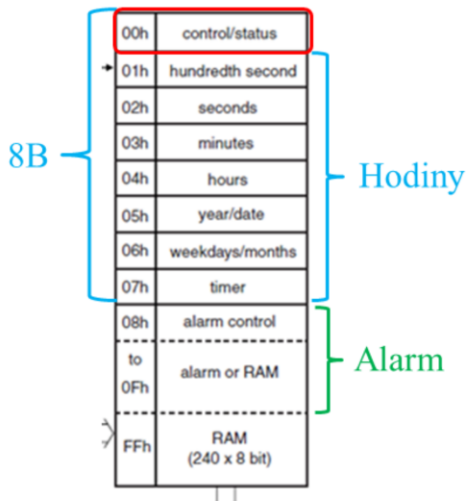 00h control/status
01h hundredth second
02h seconds
03h minutes
8B
04h hours
Hodiny
05h year/date
06h weekdays/months
07h timer
08h alarm control
to
alarm or RAM
Alarm
0Fh
FFh
RAM
(240 x 8 bit)